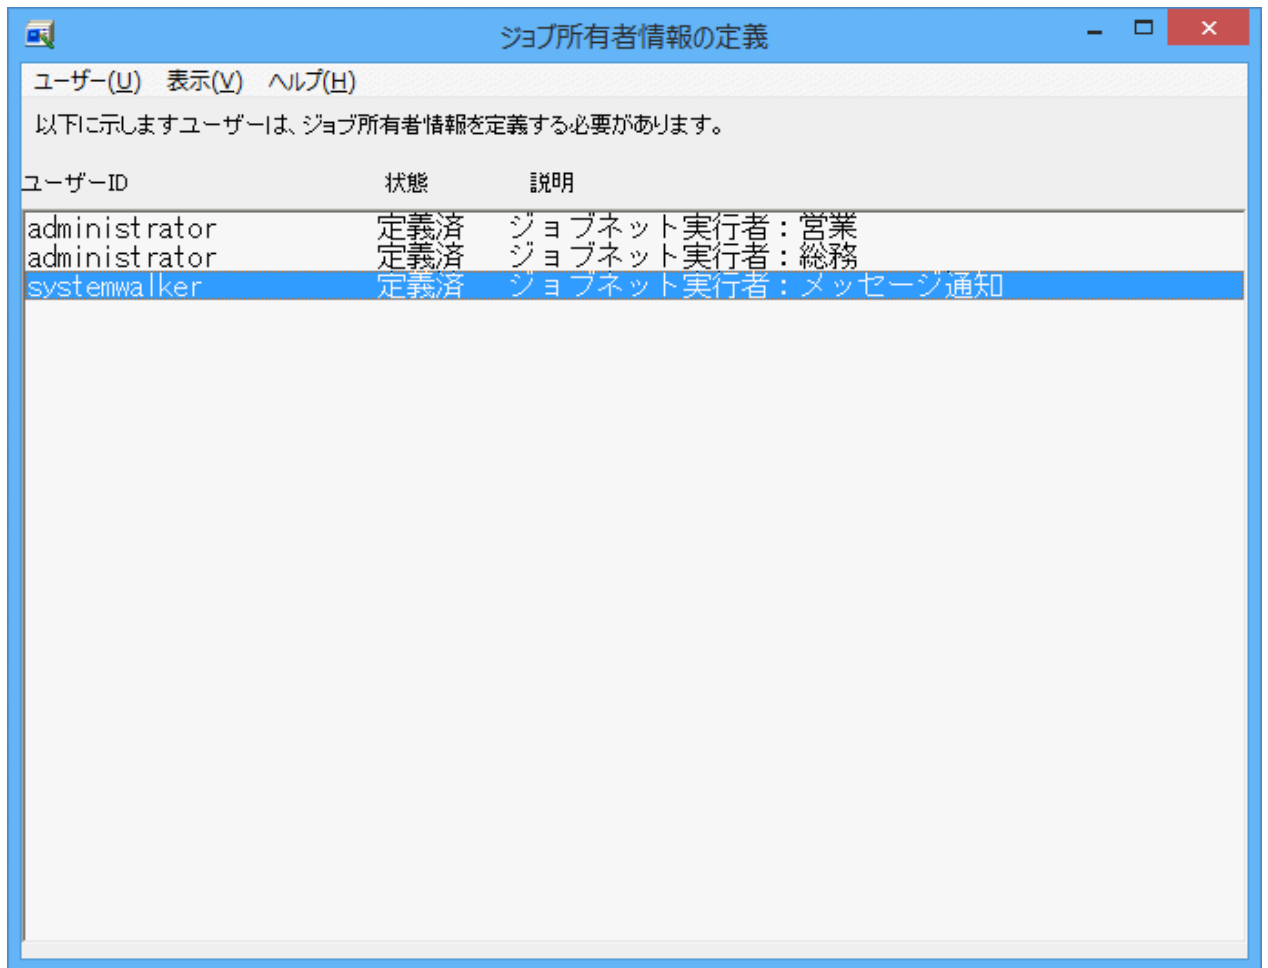 ジョブ所有者情報の定義
ユーザー(U) 表示(V) ヘルプ(H)
以下に示しますユーザーは、ジョブ所有者情報を定義する必要があります。
ユーザーID 状態 説明
administrator 定義済 ジョブネット実行者：営業
administrator 定義済 ジョブネット実行者：総務
systemwalker 定義済 ジョブネット実行者：メッセージ通知